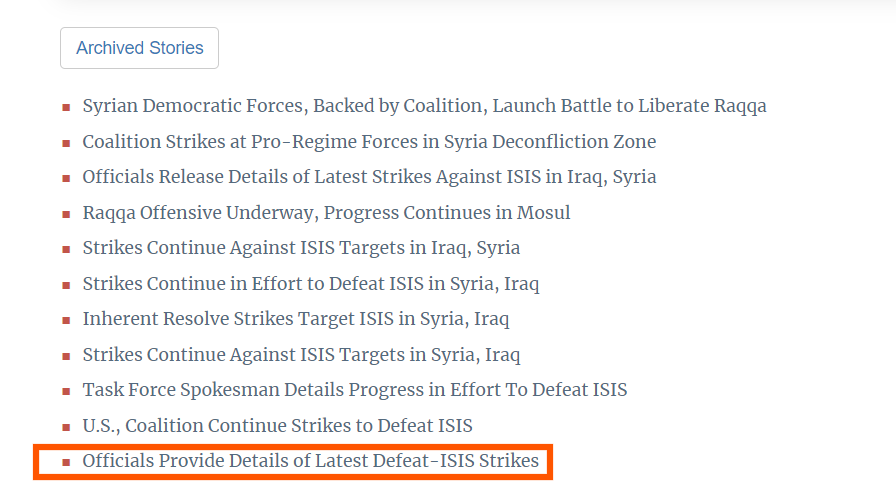 Archived Stories
Syrian Democratic Forces, Backed by Coalition, Launch Battle to Liberate Raqqa
Coalition Strikes at Pro-Regime Forces in Syria Deconfliction Zone
Officials Release Details of Latest Strikes Against ISIS in Iraq, Syria
Raqqa Offensive Underway, Progress Continues in Mosul
Strikes Continue Against ISIS Targets in Iraq, Syria
Strikes Continue in Effort to Defeat ISIS in Syria, Iraq
Inherent Resolve Strikes Target ISIS in Syria, Iraq
Strikes Continue Against ISIS Targets in Syria, Iraq
Task Force Spokesman Details Progress in Effort To Defeat ISIS
U.S., Coalition Continue Strikes to Defeat ISIS
Officials Provide Details of Latest Defeat-ISIS Strikes